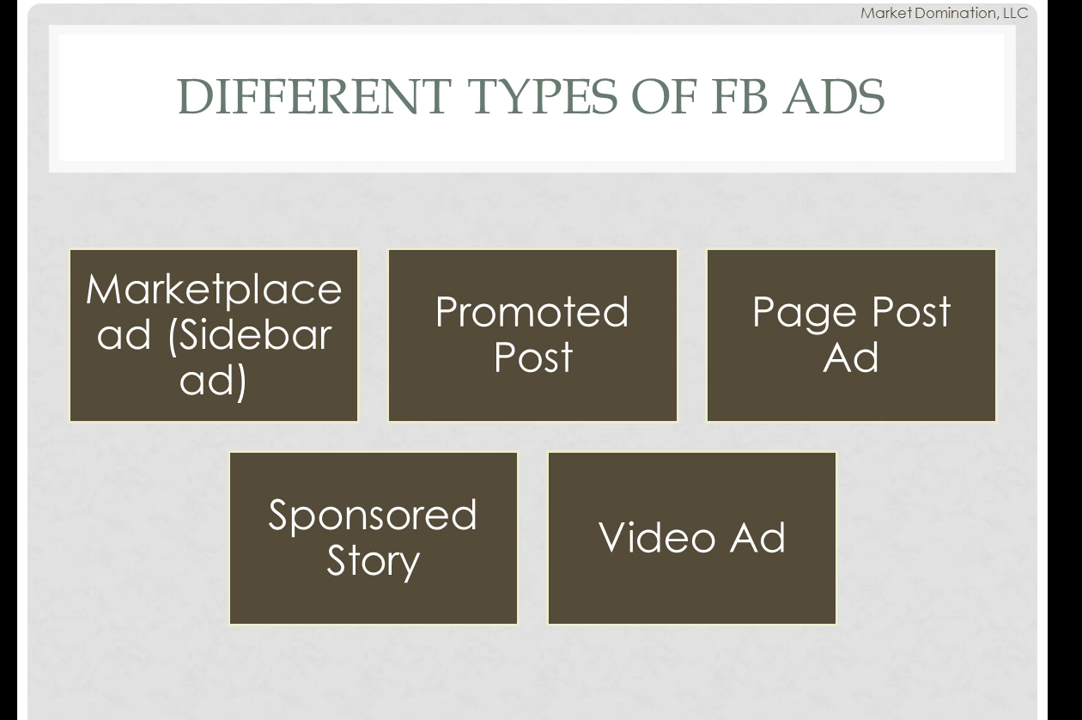 Market Domination, LLC
DIFFERENT TYPES OF FB ADS
Marketplace
ad (Sidebar
ad)
Promoted
Post
Page Post
Ad
Sponsored
Story
Video Ad